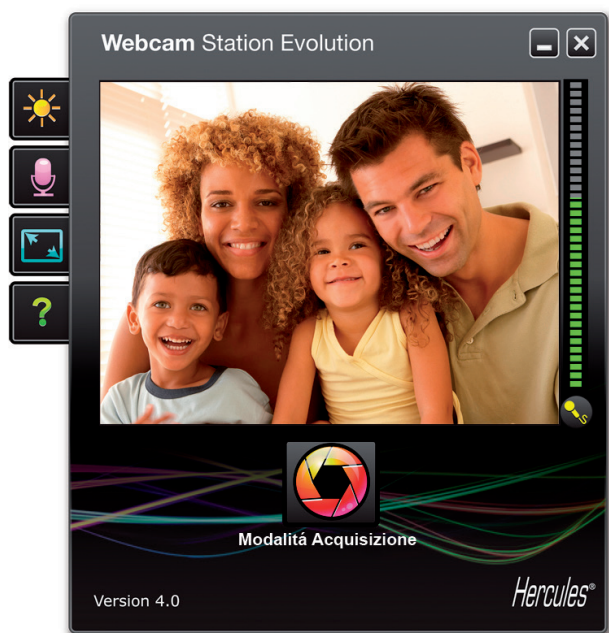 Webcam Station Evolution
?
Modalitá Acquisizione
Version 4.0
Hercules®